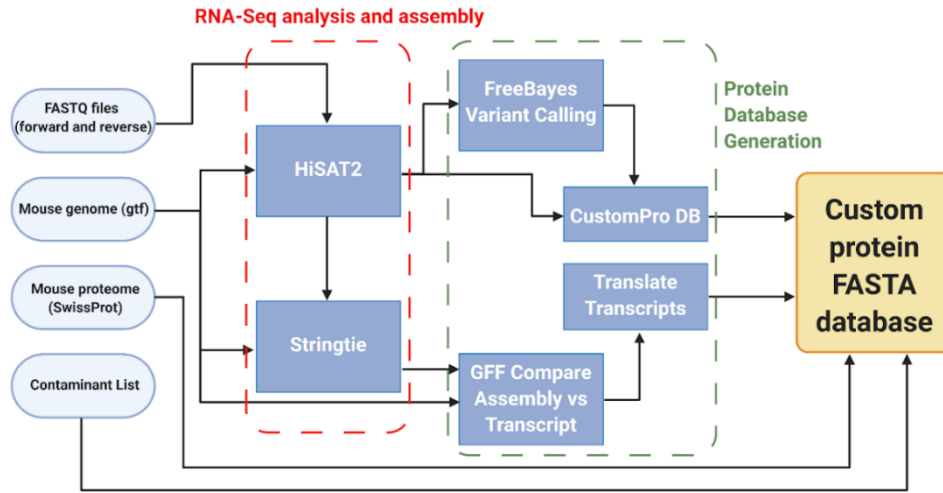 RNA-Seq analysis and assembly
FASTQ files
(forward and reverse)
Mouse genome (gtf)
Mouse proteome
(SwissProt)
Contaminant List
HiSAT2
Stringtie
FreeBayes
Variant Calling
CustomPro DB
Translate
Transcripts
GFF Compare
Assembly vs
Transcript
Protein
Database
Generation
Custom
protein
FASTA
database